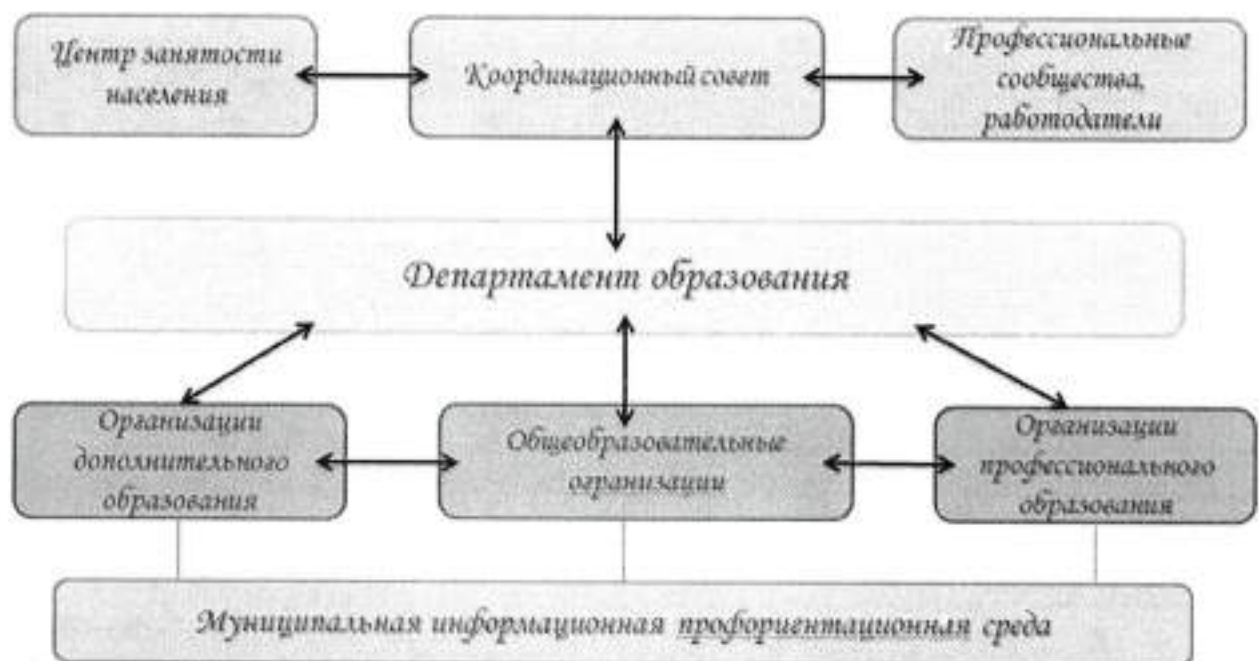 Центр занятости
населения
Координационный совет
Профессиональные
сообщества,
работодатели
Департамент образования
Организации
дополнительного
образования
Общеобразовательные
огранизации
Организации
профессионального
образования
Муниципальная информационная профориентационная среда